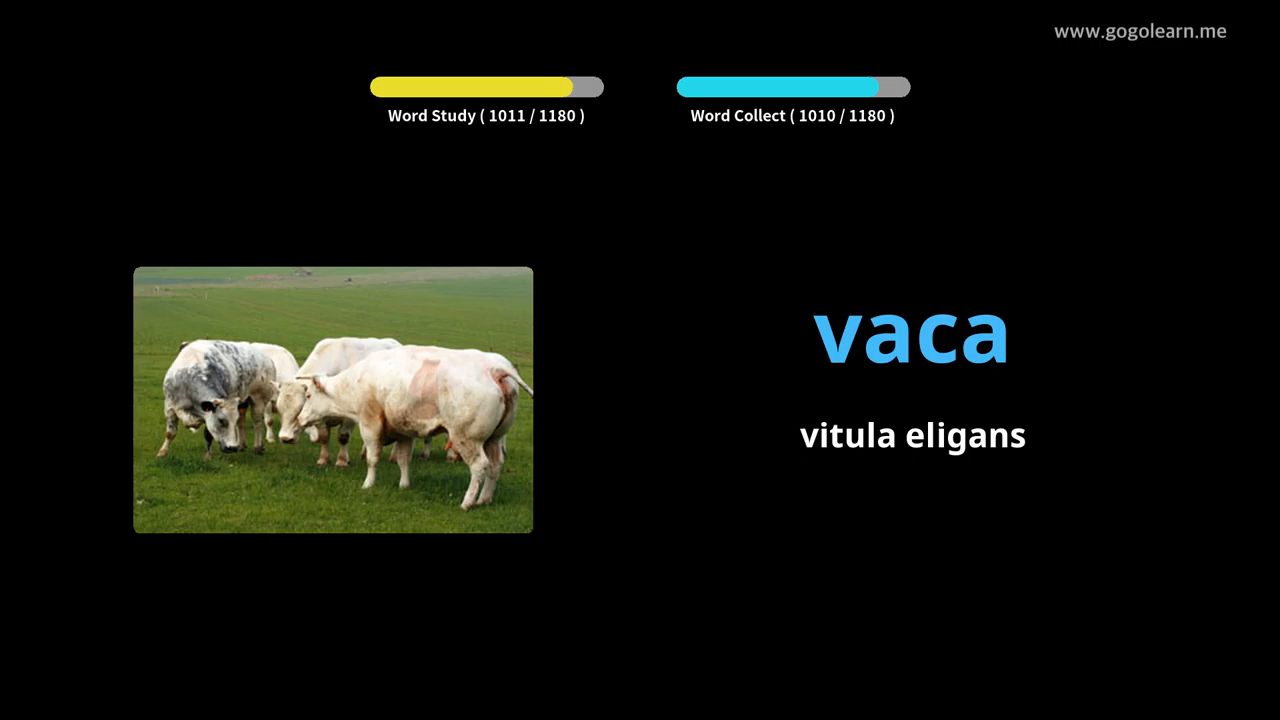 www.gogolearn.me
Word Study ( 1011 / 1180 )
Word Collect ( 1010 / 1180 )
vaca
vitula eligans